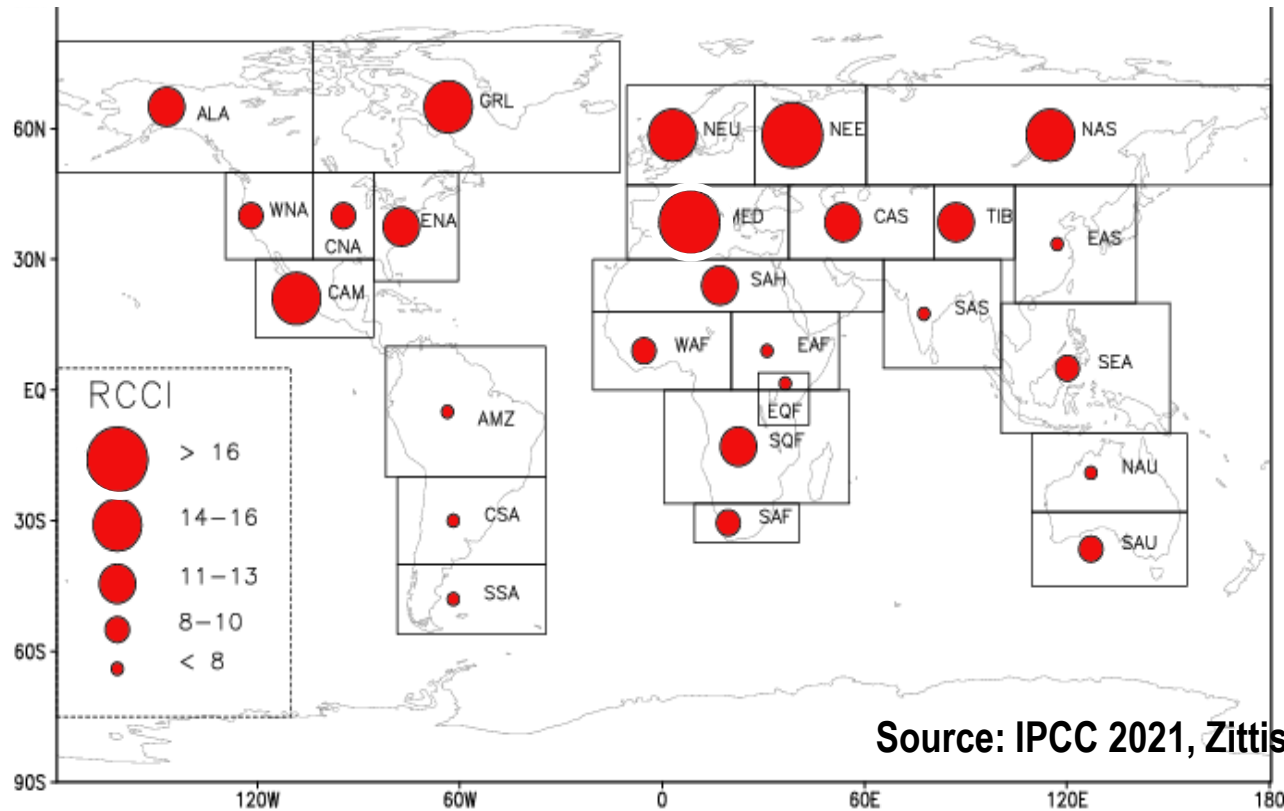 GRL
ALA
60N
NEU
NEE
NAS
WNA
ENA
CAS
TIB
EAS
CNA
30N
CAM
SAH
SAS
WAF
EAF
SEA
RCCI
EQ
EQF
AMZ
SQF
> 16
NAU
14-16
CSA
SAF
30S
SAU
11-13
SSA
8-10
60S
< 8
Source: IPCC 2021, Zittis
90S
120W
60W
0
60E
120E
180